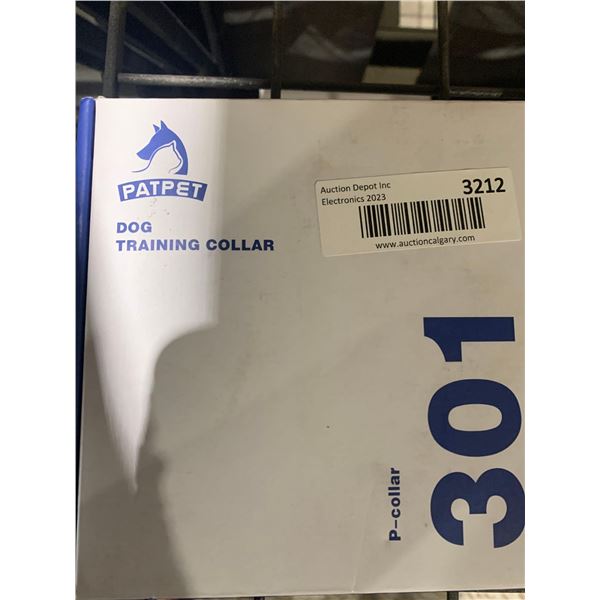 PATPET
DOG
TRAINING COLLAR
Auction Depot Inc
Electronics 2023
3212
www.auctioncalgary.com
P-collar
301